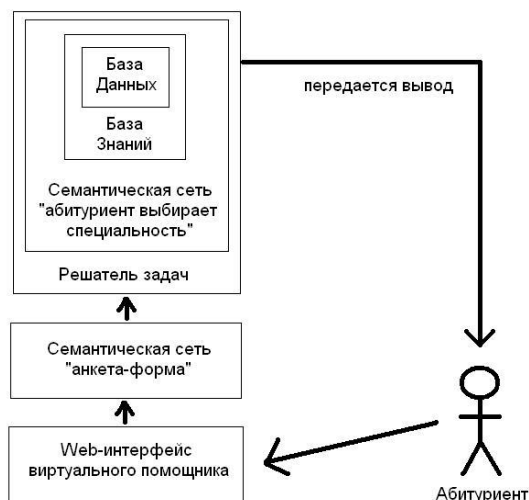 База
Данных
База
Знаний
Семантическая сеть
"абитуриент выбирает
специальность"
Решатель задач
передается вывод
Семантическая сеть
"анкета-форма"
Web-интерфейс
виртуального помощника
Абитуриент